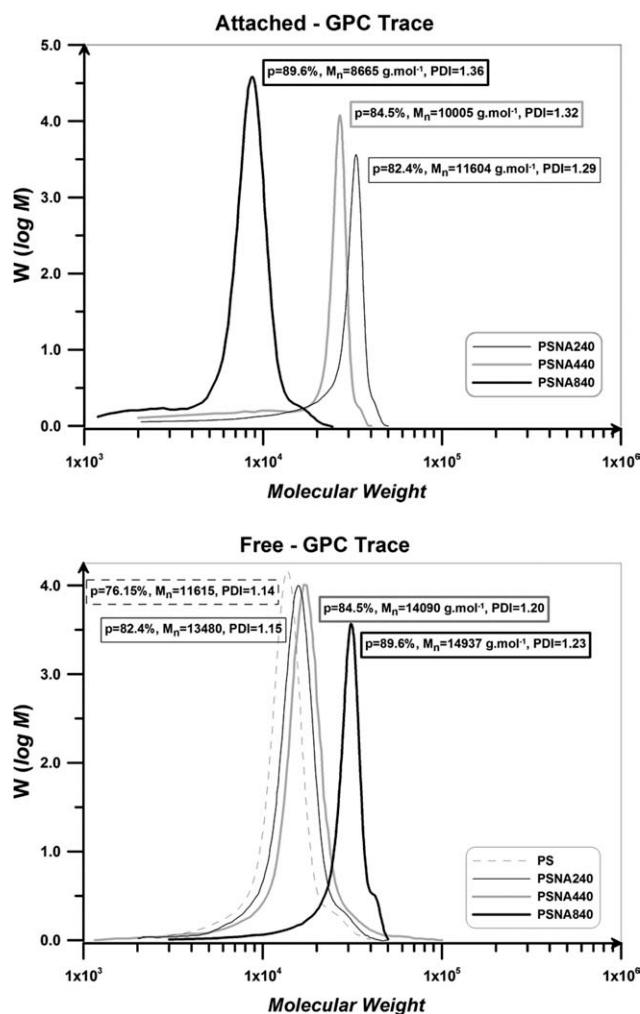 Attached - GPC Trace
5.0
p=89.6%, Mₙ=8665 g.mol⁻¹, PDI=1.36
p=84.5%, Mₙ=10005 g.mol⁻¹, PDI=1.32
4.0
p=82.4%, Mₙ=11604 g.mol⁻¹, PDI=1.29
3.0
W (log M)
2.0
PSNA240
PSNA440
1.0
PSNA840
0.0
1x10³ 1x10⁴ 1x10⁵ 1x10⁶
Molecular Weight
Free - GPC Trace
4.0
p=76.15%, Mₙ=11615, PDI=1.14
p=84.5%, Mₙ=14090 g.mol⁻¹, PDI=1.20
p=82.4%, Mₙ=13480, PDI=1.15
p=89.6%, Mₙ=14937 g.mol⁻¹, PDI=1.23
3.0
W (log M)
2.0
1.0
PS
PSNA240
PSNA440
PSNA840
0.0
1x10³ 1x10⁴ 1x10⁵ 1x10⁶
Molecular Weight